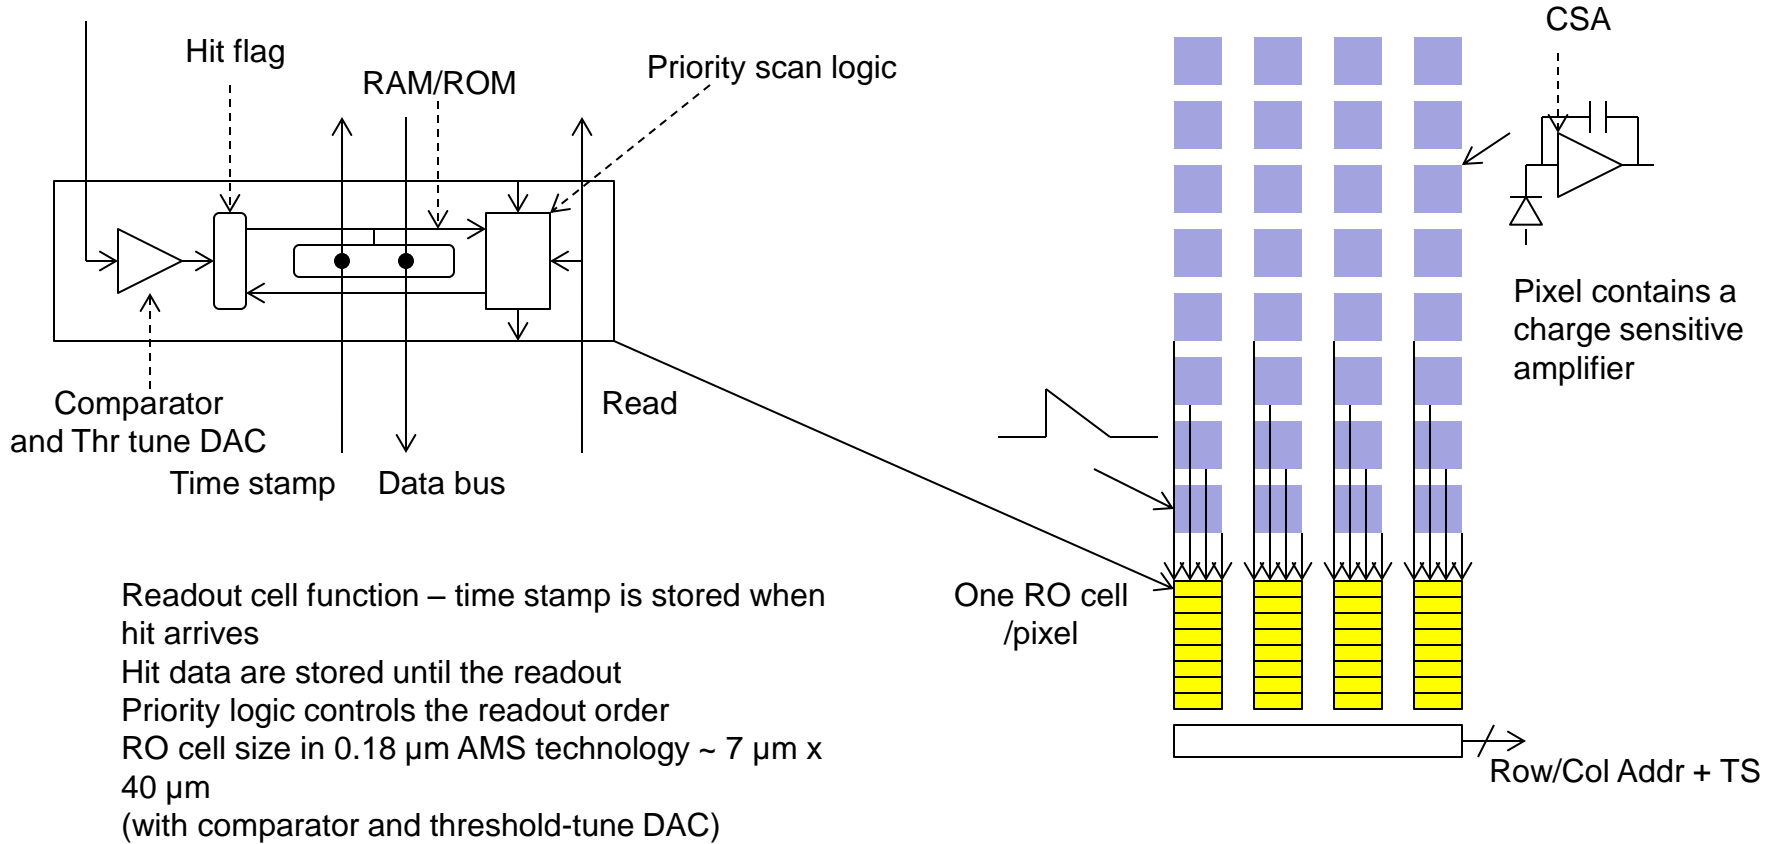 CSA
Hit flag
RAM/ROM
Priority scan logic
Pixel contains a
charge sensitive
amplifier
Comparator
and Thr tune DAC
Read
Time stamp
Data bus
Readout cell function – time stamp is stored when
hit arrives
Hit data are stored until the readout
Priority logic controls the readout order
RO cell size in 0.18 µm AMS technology ~ 7 µm x
40 µm
(with comparator and threshold-tune DAC)
One RO cell
/pixel
Row/Col Addr + TS